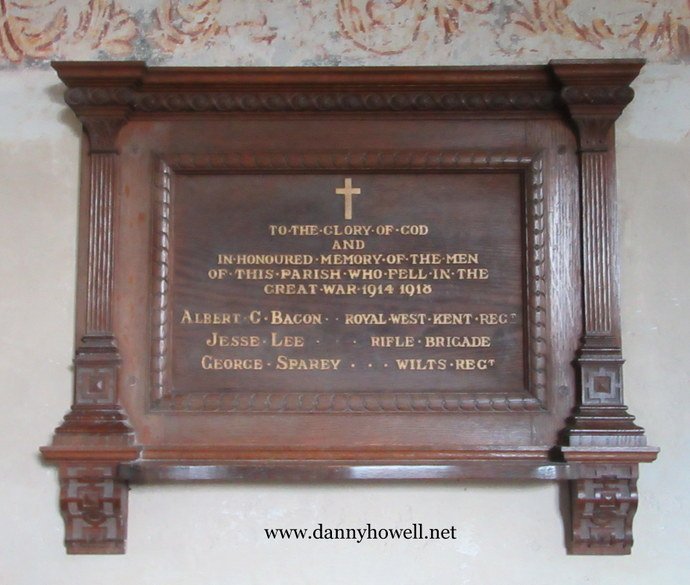 TO·THE·GLORY·OF·GOD
AND
IN·HONOURED·MEMORY·OF·THE·MEN
OF·THIS·PARISH·WHO·FELL·IN·THE
GREAT·WAR·1914 1918
ALBERT·G·BACON··ROYAL·WEST·KENT·REGT
JESSE·LEE···RIFLE·BRIGADE
GEORGE·SPAREY···WILTS·REGT
www.dannyhowell.net